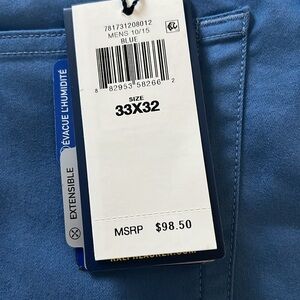 781731208012
MENS 10/15
BLUE
8 82953 58266 2
SIZE
33X32
MSRP $98.50
ÉVACUE L'HUMIDITÉ
EXTENSIBLE